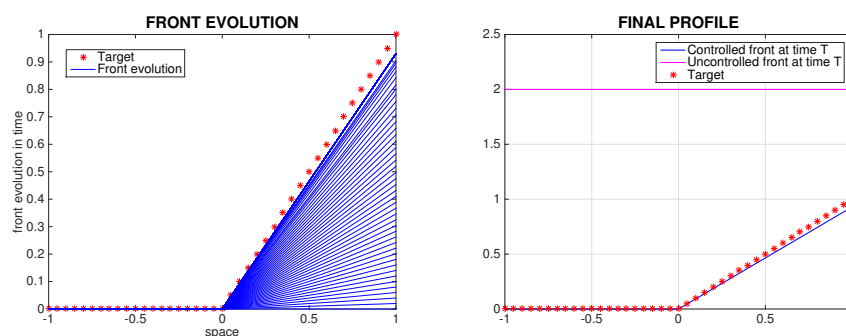 FRONT EVOLUTION
1
0.9
0.8
0.7
0.6
0.5
0.4
0.3
0.2
0.1
0
front evolution in time
Target
Front evolution
-1 -0.5 0 0.5 1
space
FINAL PROFILE
2.5
2
1.5
1
0.5
0
Controlled front at time T
Uncontrolled front at time T
Target
-1 -0.5 0 0.5